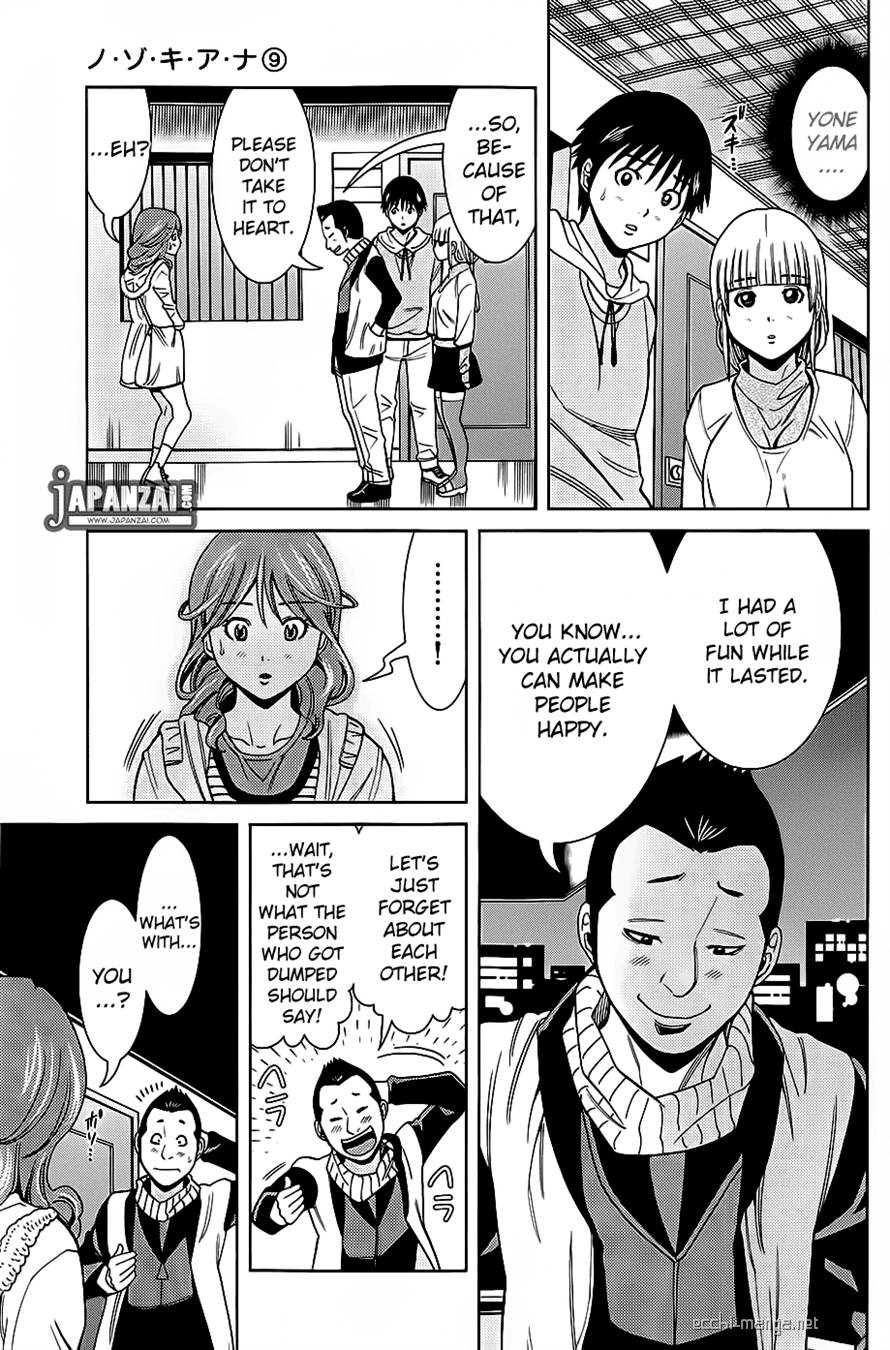 ノ・ゾ・キ・ア・ナ⑨
YONE
YAMA
....
ズキ…
...SO,
BE-
CAUSE
OF
THAT,
PLEASE
DON'T
TAKE
IT TO
HEART.
...EH?
JAPANZAI.COM
WWW.JAPANZAI.COM
I HAD A
LOT OF
FUN WHILE
IT LASTED.
YOU KNOW...
YOU ACTUALLY
CAN MAKE
PEOPLE
HAPPY.
........!
LET'S
JUST
FORGET
ABOUT
EACH
OTHER!
...WAIT,
THAT'S
NOT
WHAT THE
PERSON
WHO GOT
DUMPED
SHOULD
SAY!
ヘラ
ヘラ
...
WHAT'S
WITH...
YOU
...?
ecchi-manga.net